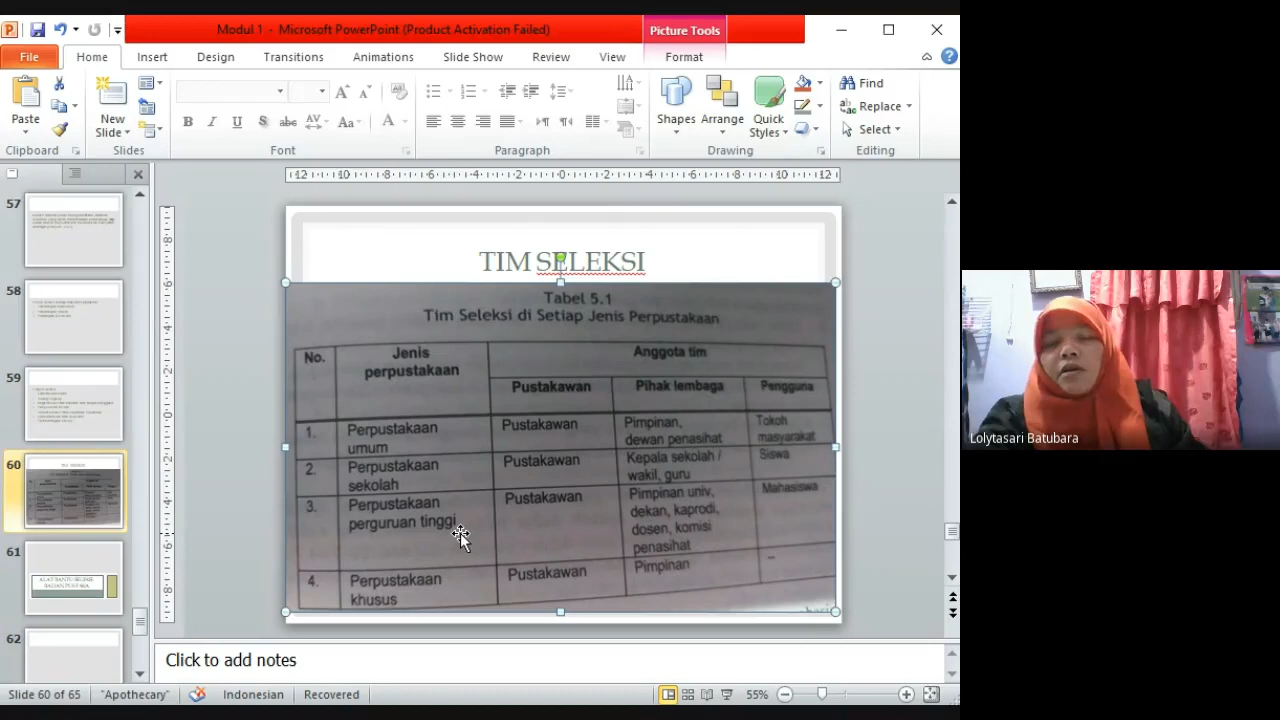 Modul 1 - Microsoft PowerPoint (Product Activation Failed)
Picture Tools
File
Home
Insert
Design
Transitions
Animations
Slide Show
Review
View
Format
Paste
New
Slide
Clipboard
Slides
Font
Paragraph
Shapes
Arrange
Quick
Styles
Drawing
Find
Replace
Select
Editing
57
58
59
60
61
62
ALAT BANTU SELEKSI
BAHAN PUSTAKA
TIM SELEKSI
Tabel 5.1
Tim Seleksi di Setiap Jenis Perpustakaan
No.
Jenis
perpustakaan
Anggota tim
Pustakawan
Pihak lembaga
Pengguna
1.
Perpustakaan
umum
Pustakawan
Pimpinan,
dewan penasihat
Tokoh
masyarakat
2.
Perpustakaan
sekolah
Pustakawan
Kepala sekolah /
wakil, guru
Siswa
3.
Perpustakaan
perguruan tinggi
Pustakawan
Pimpinan univ,
dekan, kaprodi,
dosen, komisi
penasihat
Mahasiswa
4.
Perpustakaan
khusus
Pustakawan
Pimpinan
-
Click to add notes
Slide 60 of 65
"Apothecary"
Indonesian
Recovered
55%
Lolytasari Batubara